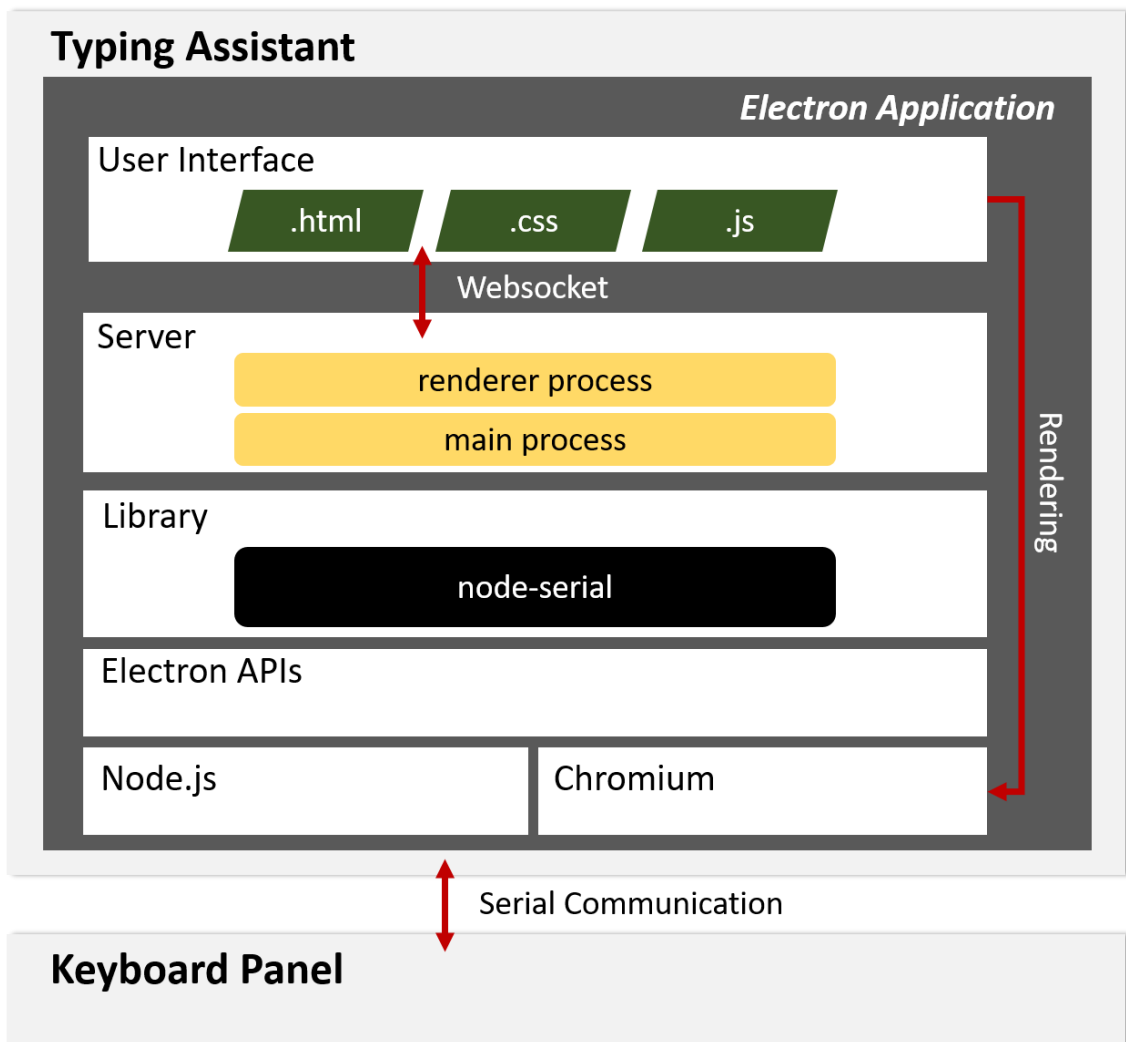 Typing Assistant
Electron Application
User Interface
.html
.css
.js
Websocket
Server
renderer process
main process
Rendering
Library
node-serial
Electron APIs
Node.js
Chromium
Serial Communication
Keyboard Panel